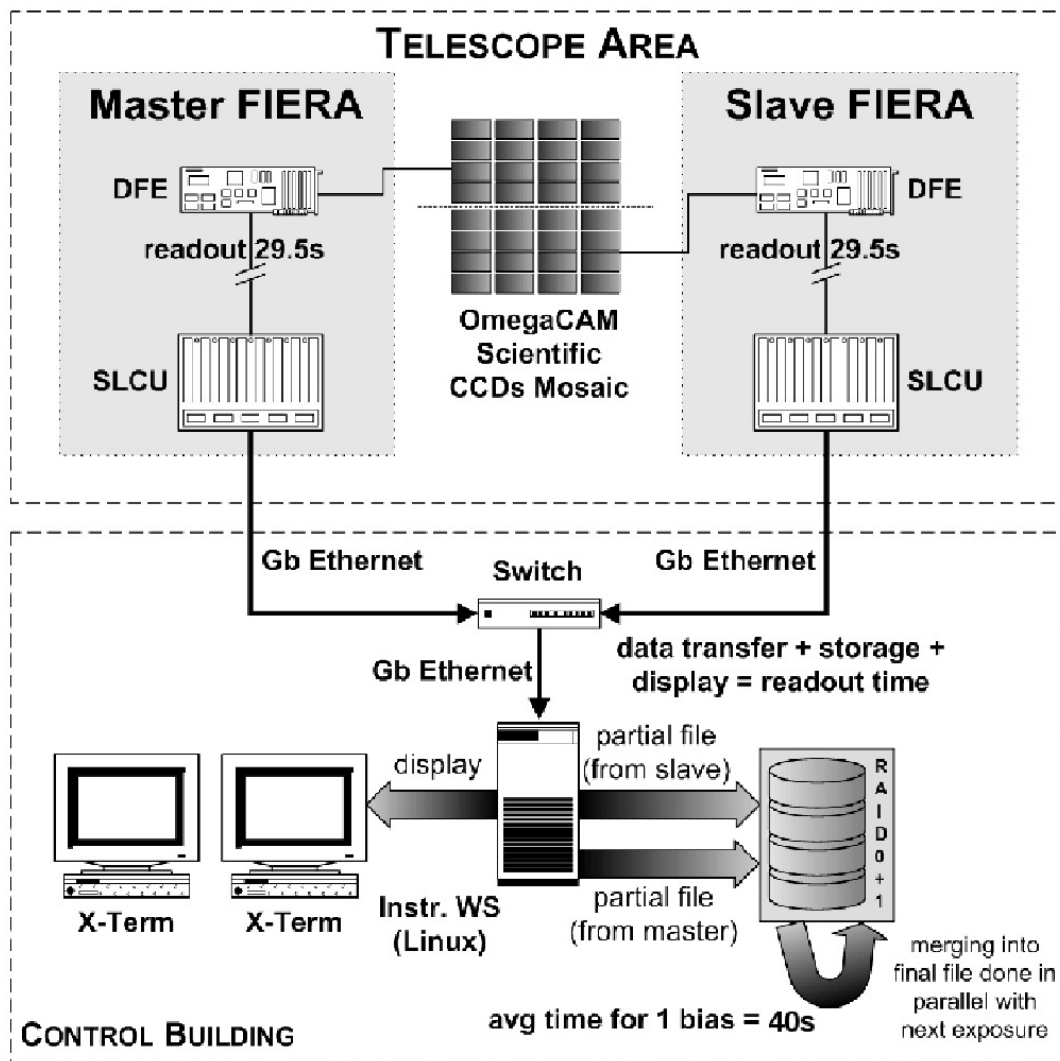 TELESCOPE AREA
Master FIERA
Slave FIERA
DFE
DFE
readout 29.5s
readout 29.5s
SLCU
SLCU
OmegaCAM
Scientific
CCDs Mosaic
Gb Ethernet
Gb Ethernet
Switch
Gb Ethernet
data transfer + storage +
display = readout time
display
partial file
(from slave)
RAID0+1
X-Term
X-Term
Instr. WS
(Linux)
partial file
(from master)
merging into
final file done in
parallel with
next exposure
avg time for 1 bias = 40s
CONTROL BUILDING